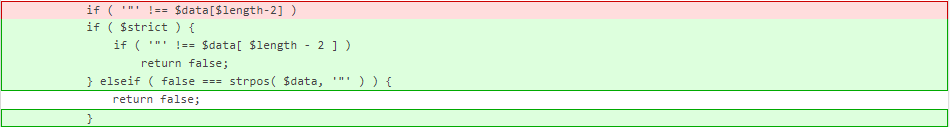 if ( '"' !== $data[$length-2] )
if ( $strict ) {
if ( '"' !== $data[ $length - 2 ] )
return false;
} elseif ( false === strpos( $data, '"' ) ) {
return false;
}